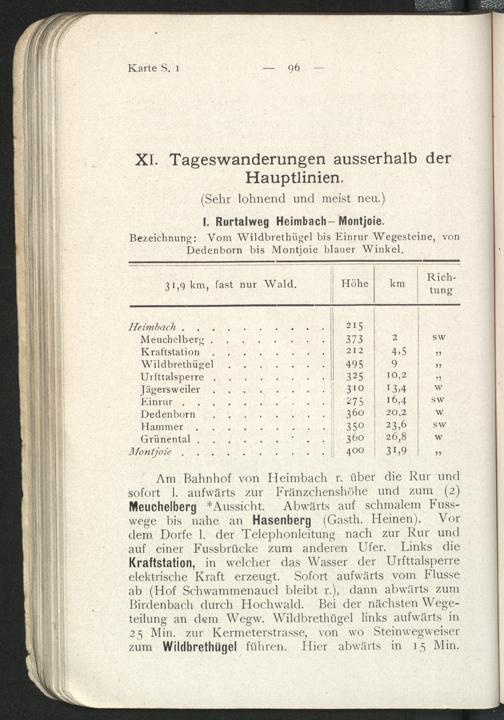 Karte S. 1 — 96 —
XI. Tageswanderungen ausserhalb der
Hauptlinien.
(Sehr lohnend und meist neu.)
I. Rurtalweg Heimbach–Montjoie.
Bezeichnung: Vom Wildbrethügel bis Einrur Wegesteine, von
Dedenborn bis Montjoie blauer Winkel.
31,9 km, fast nur Wald. Höhe km Rich-
tung
Heimbach . . . . . . . . . . 215
Meuchelberg . . . . . . . . 373 2 SW
Kraftstation . . . . . . . . 212 4,5 „
Wildbrethügel . . . . . . . 495 9 „
Urfttalsperre . . . . . . . . 325 10,2 „
Jägersweiler . . . . . . . . 310 13,4 W
Einrur . . . . . . . . . . 275 16,4 SW
Dedenborn . . . . . . . . 360 20,2 W
Hammer . . . . . . . . . 350 23,6 SW
Grünental . . . . . . . . . 360 26,8 W
Montjoie . . . . . . . . . . 400 31,9 „
Am Bahnhof von Heimbach r. über die Rur und
sofort l. aufwärts zur Fränzchenshöhe und zum (2)
Meuchelberg *Aussicht. Abwärts auf schmalem Fuss-
wege bis nahe an Hasenberg (Gasth. Heinen). Vor
dem Dorfe l. der Telephonleitung nach zur Rur und
auf einer Fussbrücke zum anderen Ufer. Links die
Kraftstation, in welcher das Wasser der Urfttalsperre
elektrische Kraft erzeugt. Sofort aufwärts vom Flusse
ab (Hof Schwammenauel bleibt r.), dann abwärts zum
Birdenbach durch Hochwald. Bei der nächsten Wege-
teilung an dem Wegw. Wildbrethügel links aufwärts in
25 Min. zur Kermeterstrasse, von wo Steinwegweiser
zum Wildbrethügel führen. Hier abwärts in 15 Min.